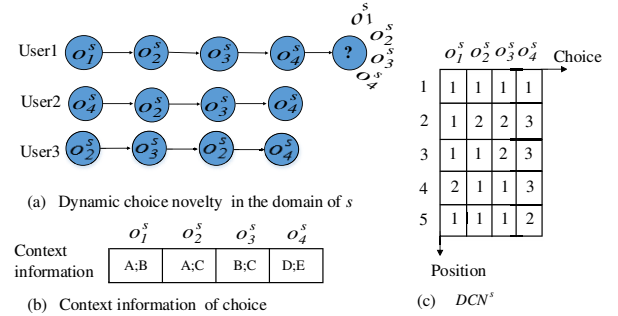 User1 o₁ˢ o₂ˢ o₃ˢ o₄ˢ ? o₁ˢ o₂ˢ o₃ˢ o₄ˢ
User2 o₄ˢ o₂ˢ o₃ˢ o₄ˢ
User3 o₂ˢ o₃ˢ o₂ˢ o₄ˢ
(a) Dynamic choice novelty in the domain of s
o₁ˢ o₂ˢ o₃ˢ o₄ˢ
Context information A;B A;C B;C D;E
(b) Context information of choice
o₁ˢ o₂ˢ o₃ˢ o₄ˢ Choice
1 1 1 1 1
2 1 2 2 3
3 1 1 2 3
4 2 1 1 3
5 1 1 1 2
Position
(c) DCNˢ